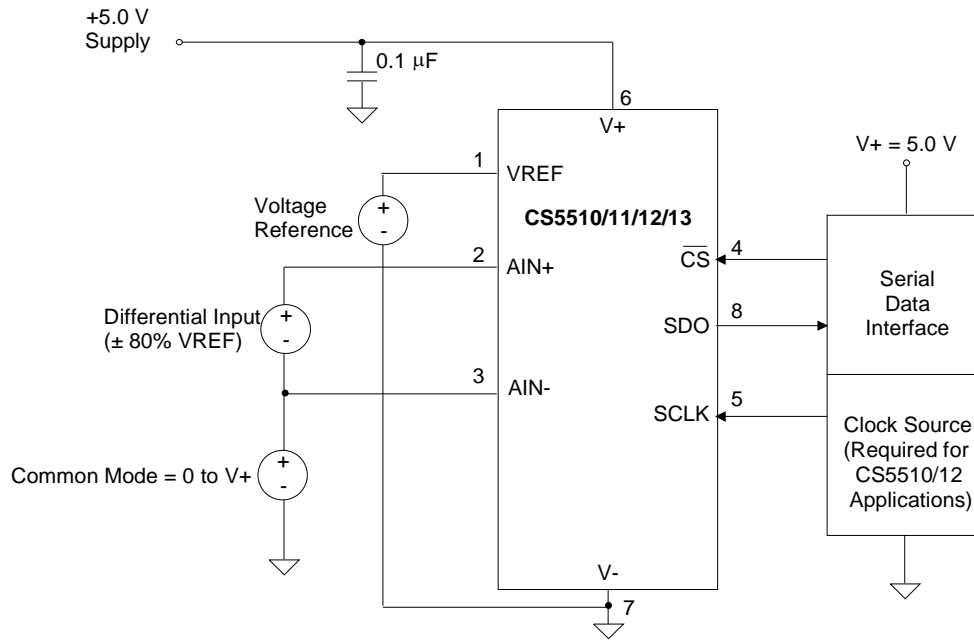 +5.0 V
Supply
0.1 μF
6
V+
V+ = 5.0 V
1
VREF
Voltage
Reference
+
-
CS5510/11/12/13
2
AIN+
4
CS
Serial
Data
Interface
Differential Input
(± 80% VREF)
+
-
8
SDO
3
AIN-
5
SCLK
Clock Source
(Required for
CS5510/12
Applications)
Common Mode = 0 to V+
+
-
V-
7